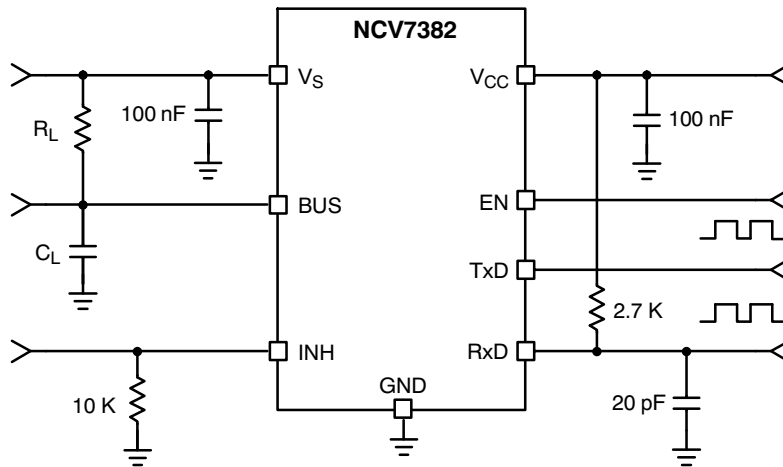 NCV7382
V_S
V_CC
100 nF
100 nF
R_L
BUS
EN
C_L
TxD
2.7 K
INH
RxD
GND
10 K
20 pF